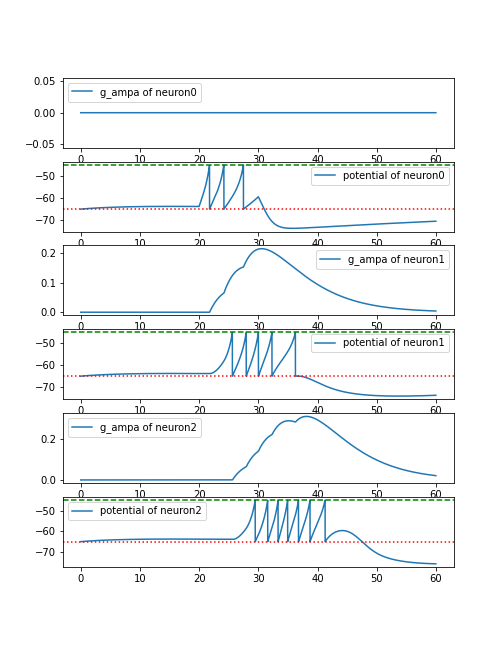 0.05
g_ampa of neuron0
0.00
−0.05
0 10 20 30 40 50 60
−50
potential of neuron0
−60
−70
0 10 20 30 40 50 60
0.2
g_ampa of neuron1
0.1
0.0
0 10 20 30 40 50 60
−50
potential of neuron1
−60
−70
0 10 20 30 40 50 60
g_ampa of neuron2
0.2
0.0
0 10 20 30 40 50 60
−50
potential of neuron2
−60
−70
0 10 20 30 40 50 60